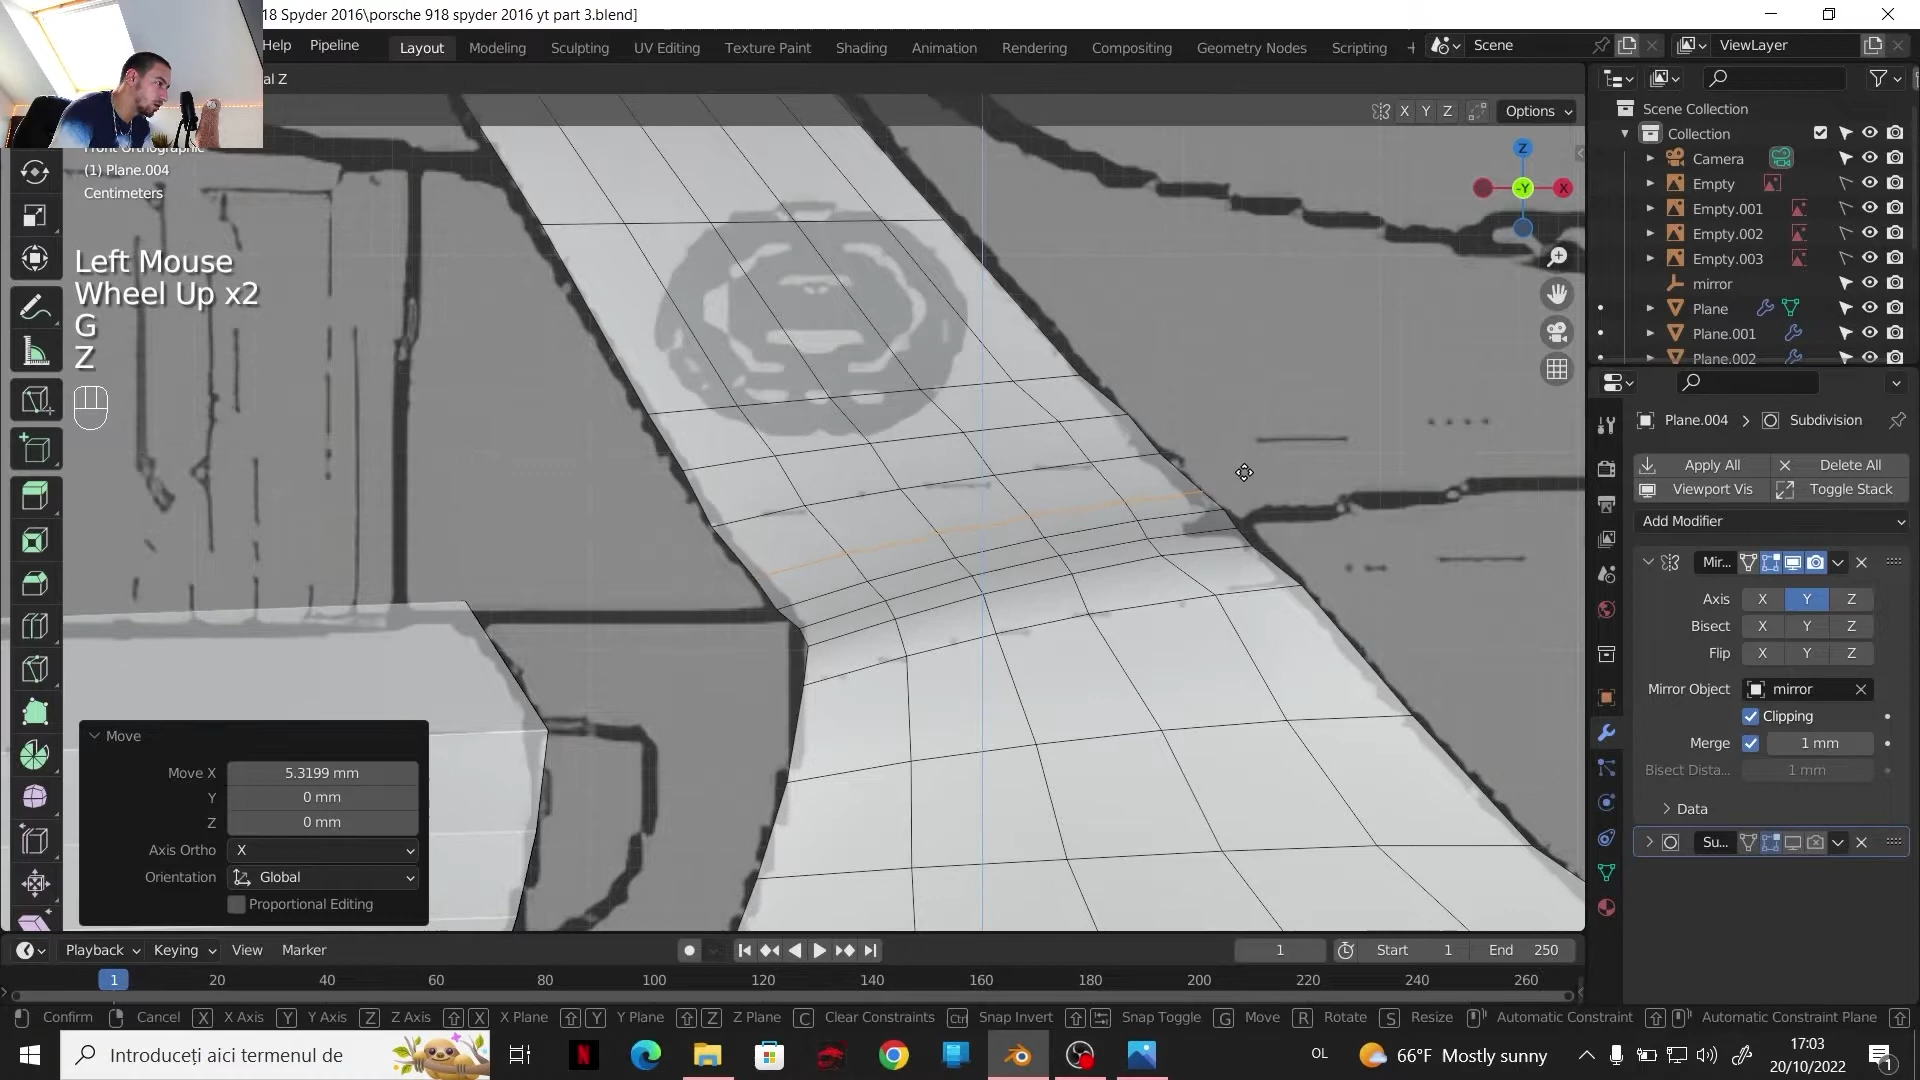 18 Spyder 2016\porsche 918 spyder 2016 yt part 3.blend]
Help Pipeline Layout Modeling Sculpting UV Editing Texture Paint Shading Animation Rendering Compositing Geometry Nodes Scripting + Scene ViewLayer
al Z
X Y Z Options
(1) Plane.004
Centimeters
Z
-Y
X
Left Mouse
Wheel Up x2
G
Z
Scene Collection
Collection
Camera
Empty
Empty.001
Empty.002
Empty.003
mirror
Plane
Plane.001
Plane.002
Plane.004 > Subdivision
Apply All Delete All
Viewport Vis Toggle Stack
Add Modifier
Mir...
Axis X Y Z
Bisect X Y Z
Flip X Y Z
Mirror Object mirror
Clipping
Merge 1 mm
Bisect Dista... 1 mm
Data
Su...
Move
Move X 5.3199 mm
Y 0 mm
Z 0 mm
Axis Ortho X
Orientation Global
Proportional Editing
Playback Keying View Marker 1 Start 1 End 250
1 20 40 60 80 100 120 140 160 180 200 220 240 260
Confirm Cancel X X Axis Y Y Axis Z Z Axis X X Plane Y Y Plane Z Z Plane C Clear Constraints Ctrl Snap Invert Snap Toggle G Move R Rotate S Resize Automatic Constraint Automatic Constraint Plane
Introduceți aici termenul de
OL 66°F Mostly sunny 17:03
20/10/2022
1